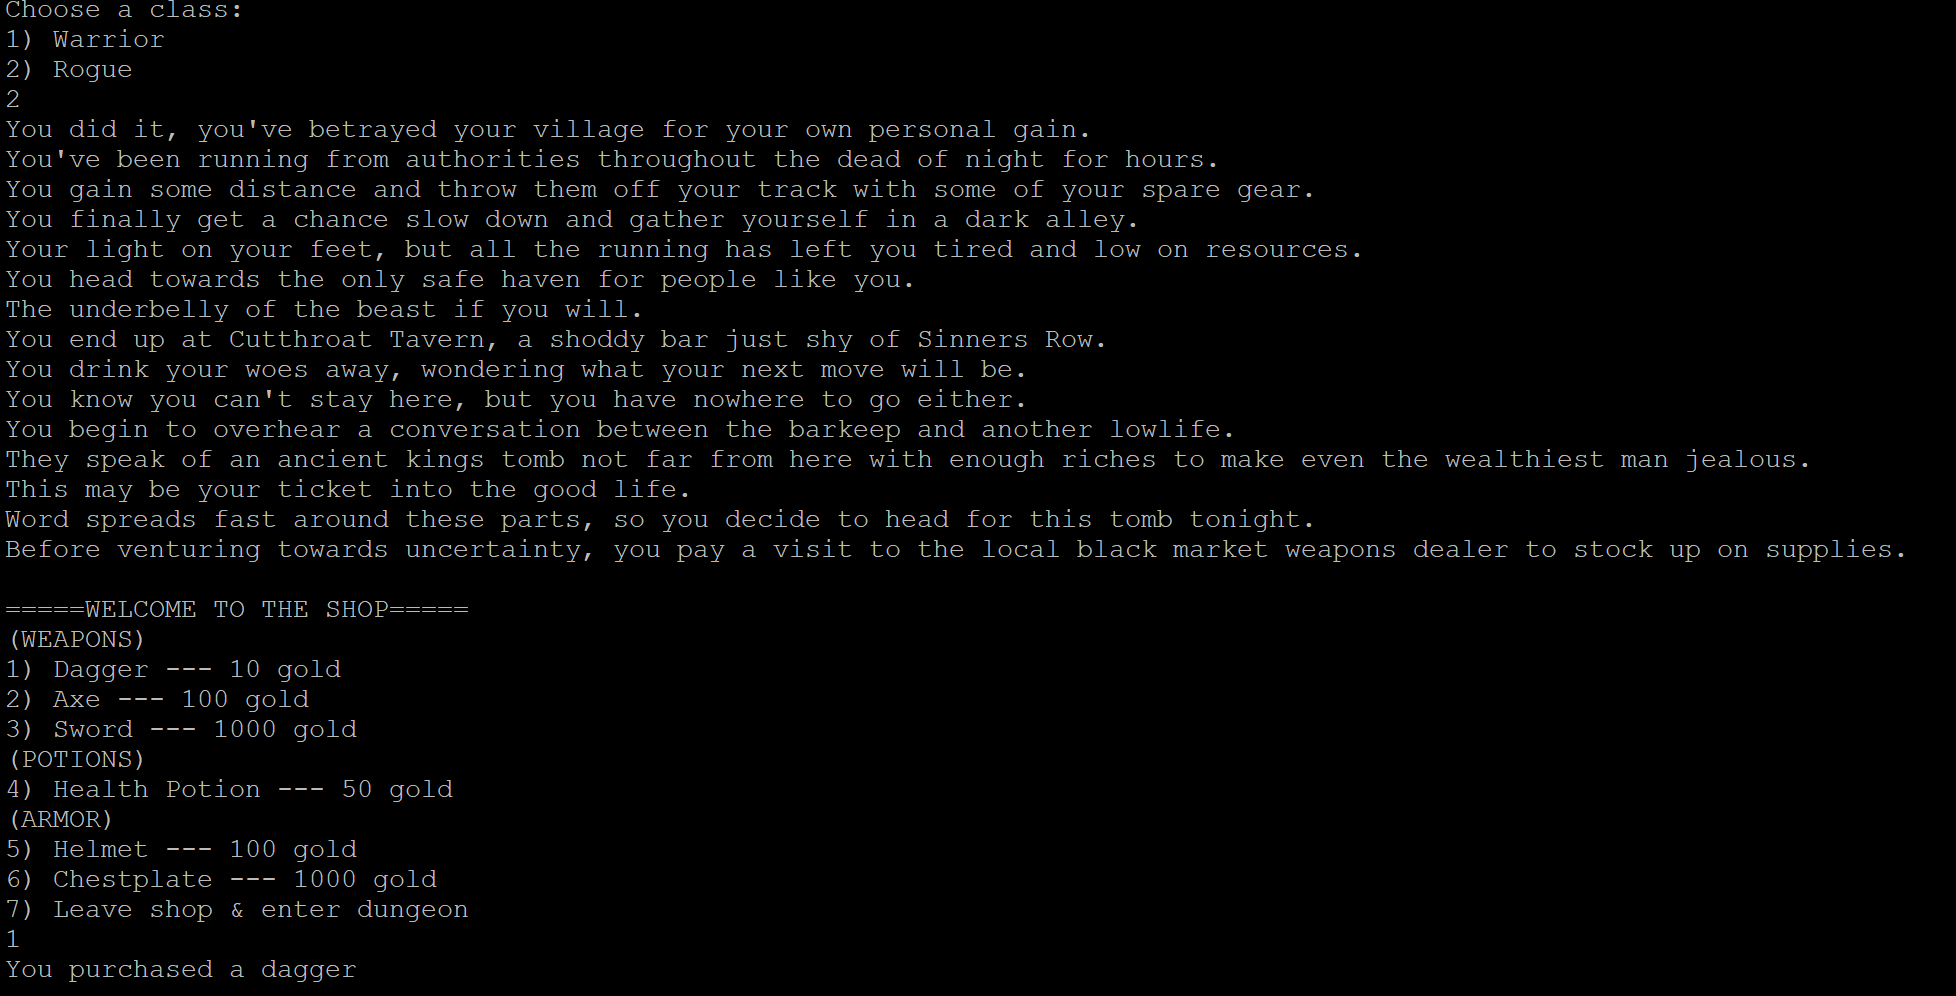 Choose a class:
1) Warrior
2) Rogue
2
You did it, you've betrayed your village for your own personal gain.
You've been running from authorities throughout the dead of night for hours.
You gain some distance and throw them off your track with some of your spare gear.
You finally get a chance slow down and gather yourself in a dark alley.
Your light on your feet, but all the running has left you tired and low on resources.
You head towards the only safe haven for people like you.
The underbelly of the beast if you will.
You end up at Cutthroat Tavern, a shoddy bar just shy of Sinners Row.
You drink your woes away, wondering what your next move will be.
You know you can't stay here, but you have nowhere to go either.
You begin to overhear a conversation between the barkeep and another lowlife.
They speak of an ancient kings tomb not far from here with enough riches to make even the wealthiest man jealous.
This may be your ticket into the good life.
Word spreads fast around these parts, so you decide to head for this tomb tonight.
Before venturing towards uncertainty, you pay a visit to the local black market weapons dealer to stock up on supplies.

=====WELCOME TO THE SHOP=====
(WEAPONS)
1) Dagger --- 10 gold
2) Axe --- 100 gold
3) Sword --- 1000 gold
(POTIONS)
4) Health Potion --- 50 gold
(ARMOR)
5) Helmet --- 100 gold
6) Chestplate --- 1000 gold
7) Leave shop & enter dungeon
1
You purchased a dagger